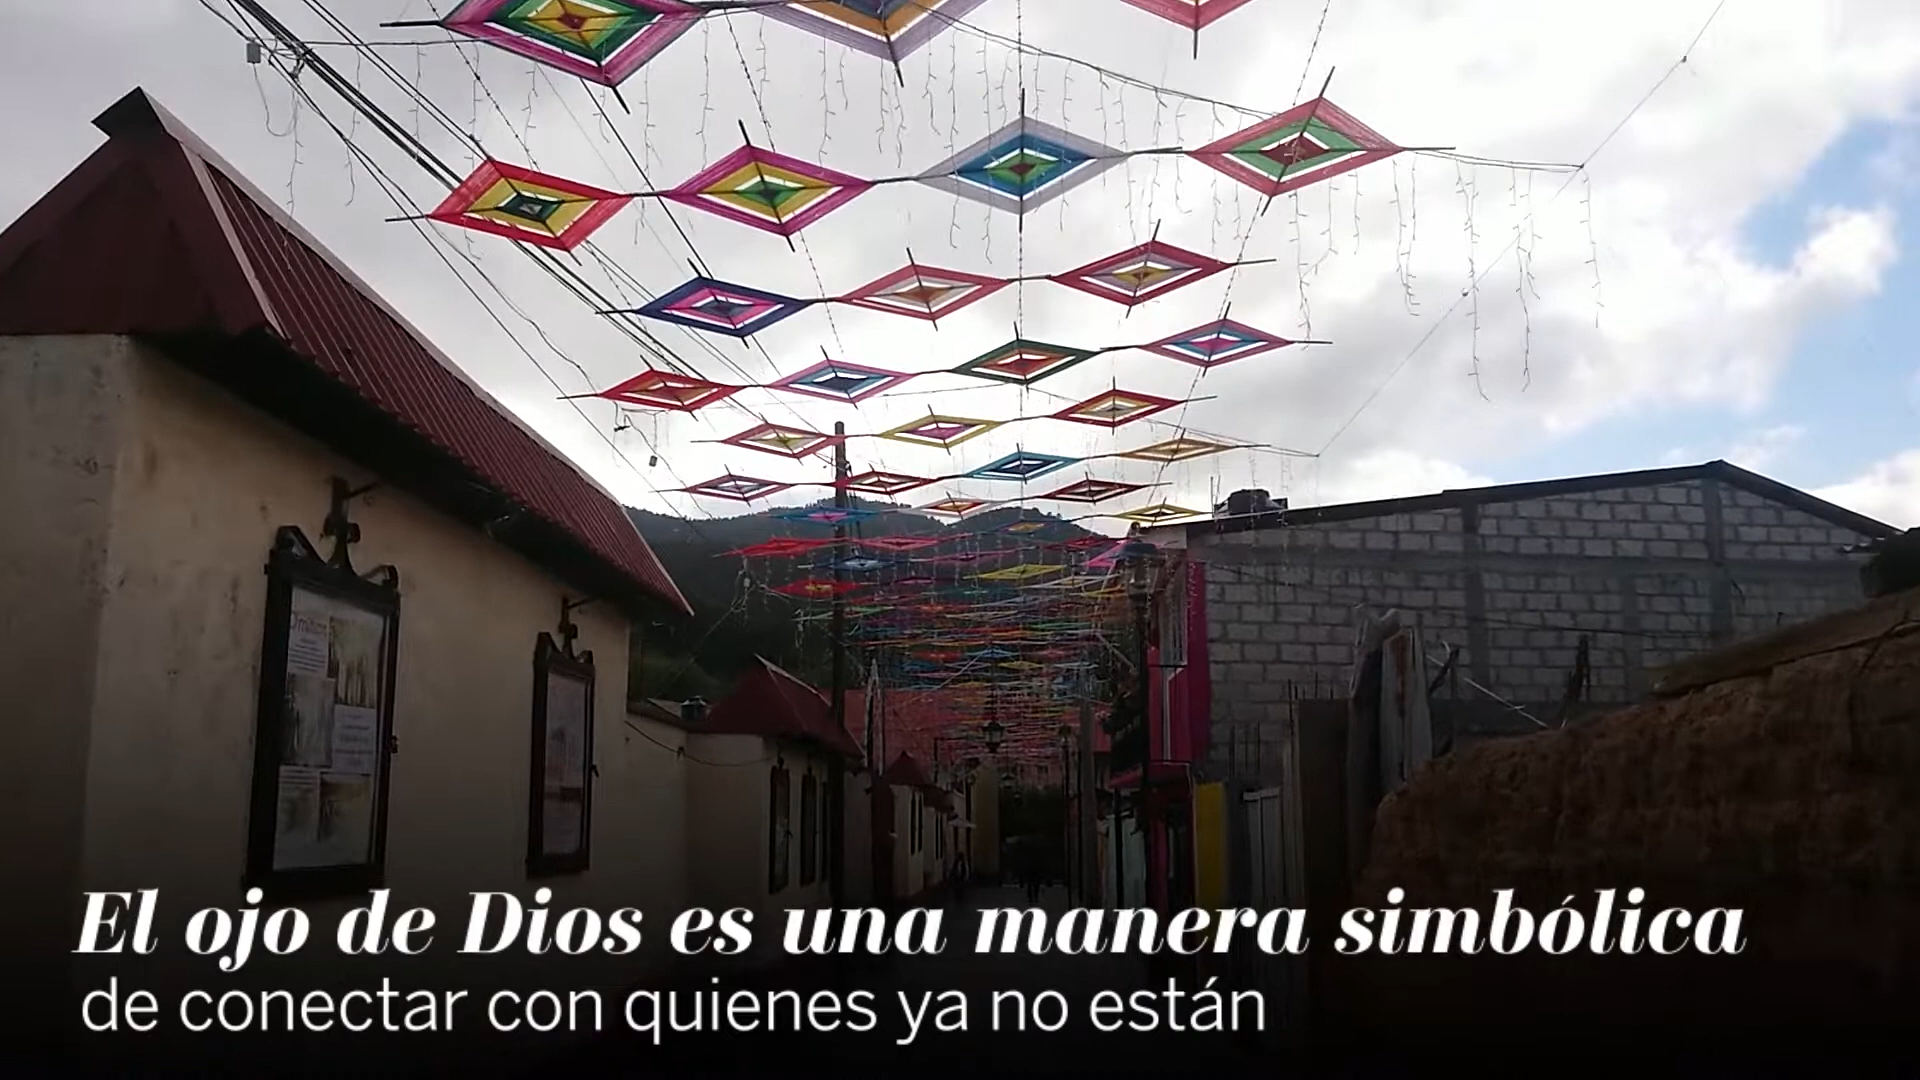 El ojo de Dios es una manera simbólica
de conectar con quienes ya no están